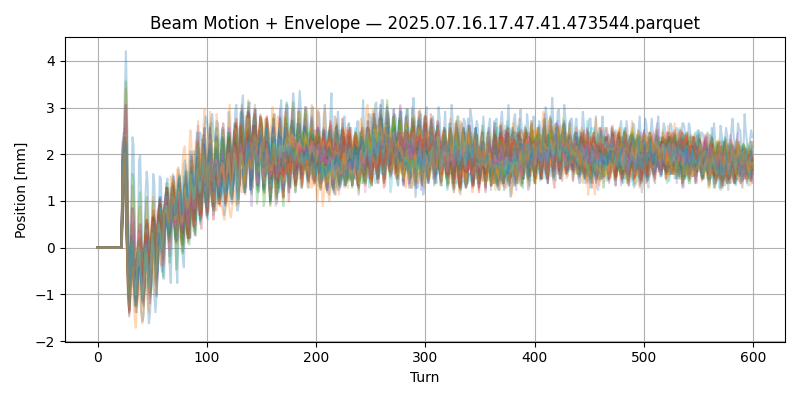 Beam Motion + Envelope — 2025.07.16.17.47.41.473544.parquet
Position [mm]
4
3
2
1
0
−1
−2
0 100 200 300 400 500 600
Turn